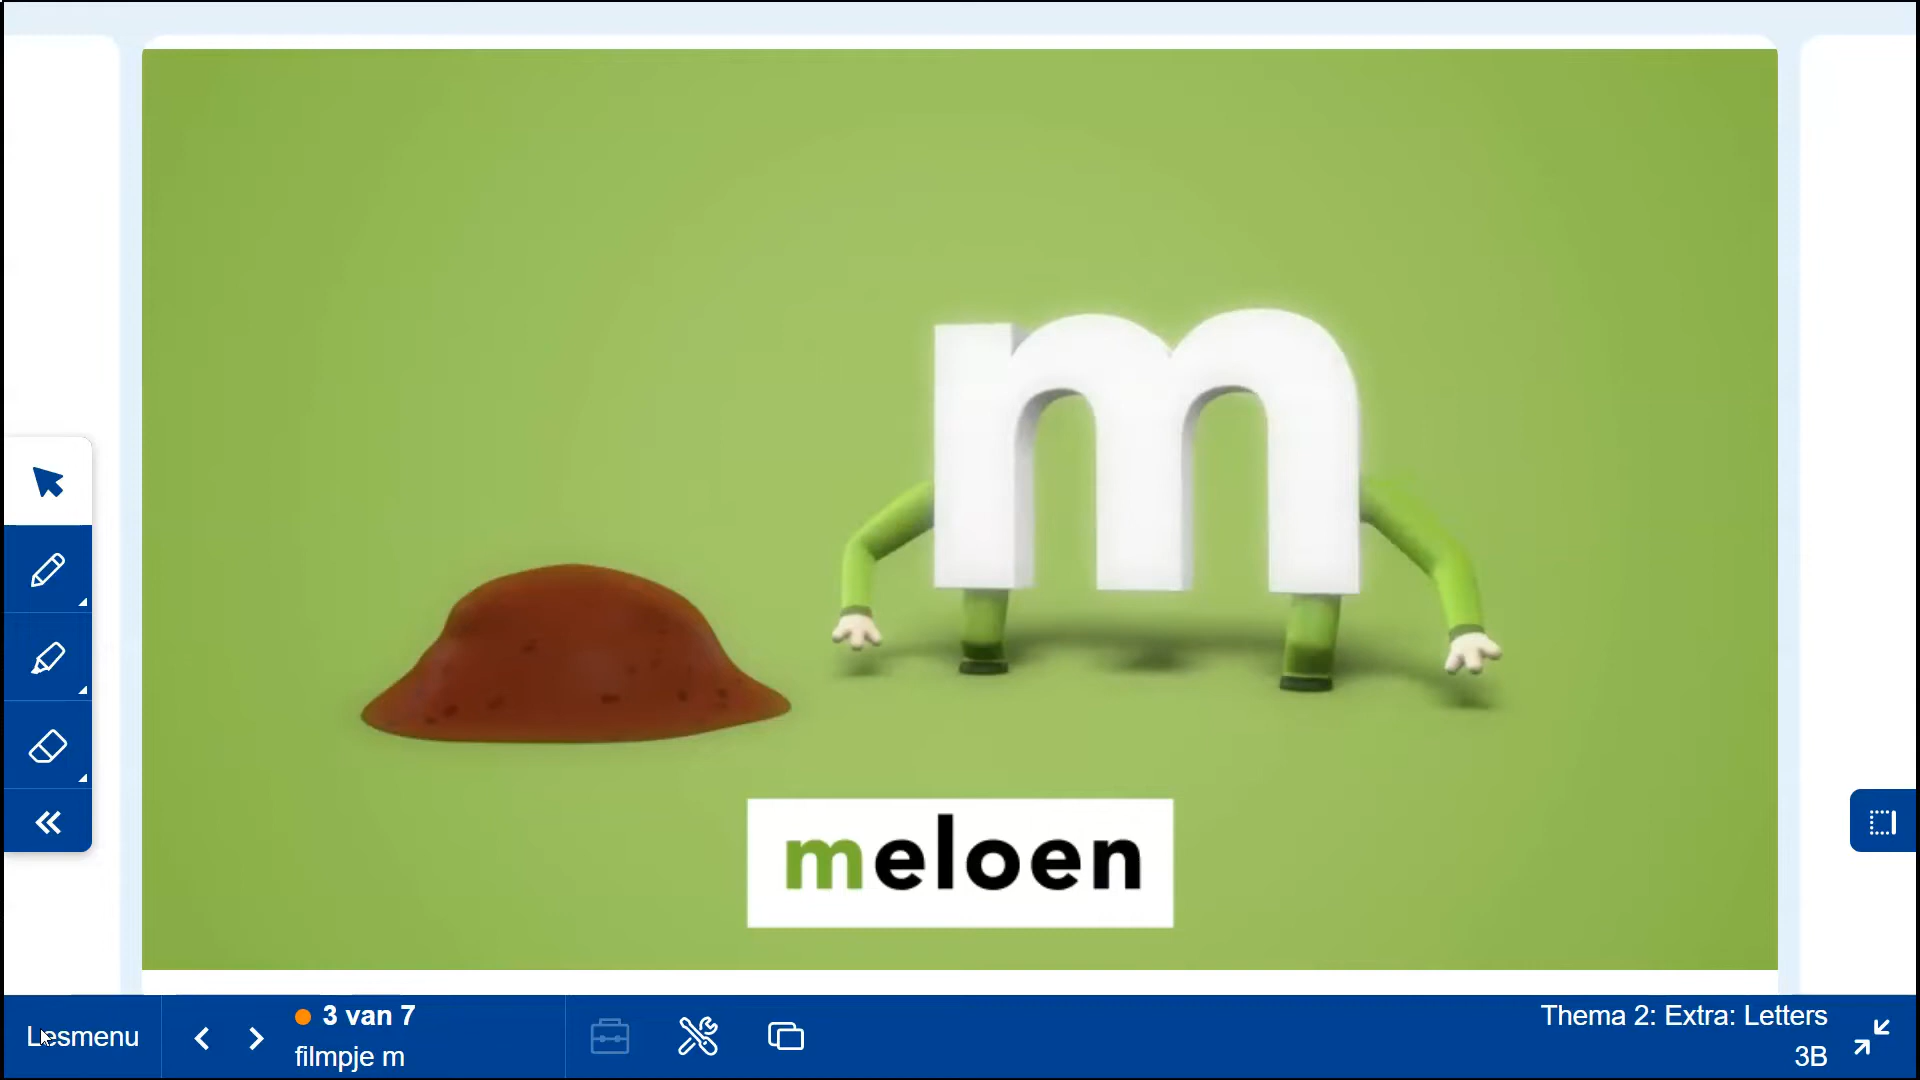 m
meloen
Lesmenu
3 van 7
filmpje m
Thema 2: Extra: Letters
3B